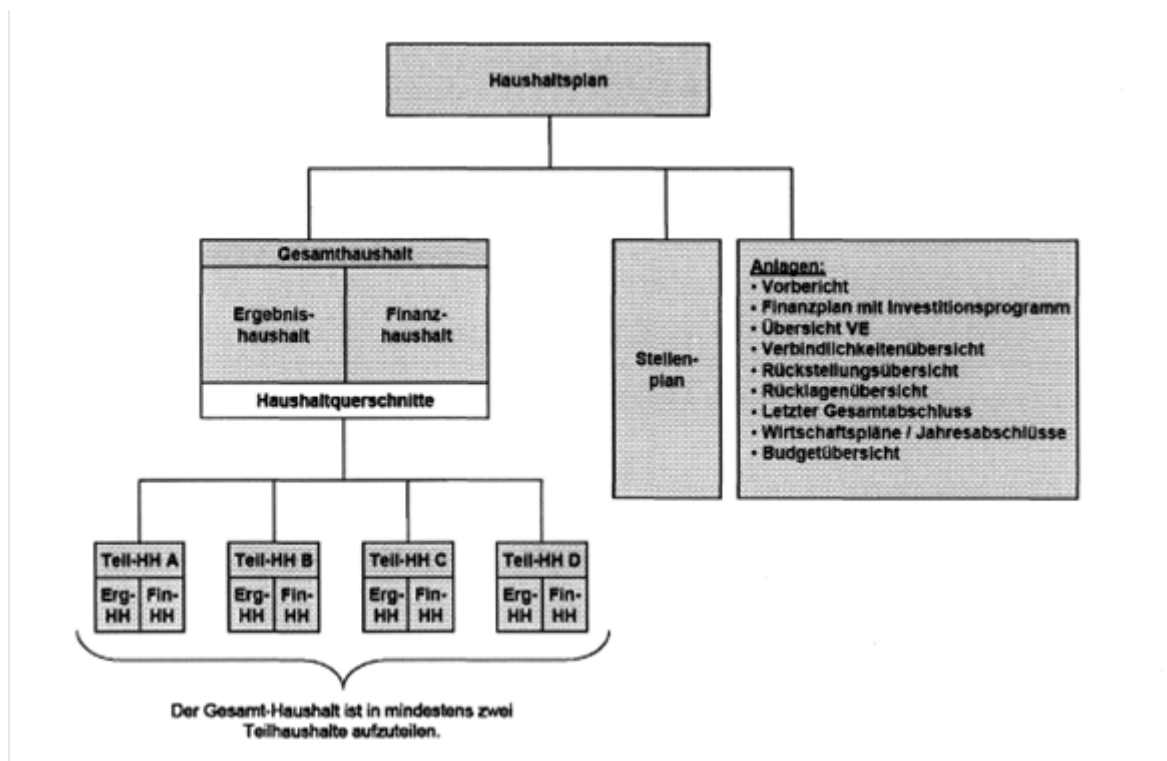 Haushaltsplan
Gesamthaushalt
Ergebnis-
haushalt
Finanz-
haushalt
Haushaltquerschnitte
Stellen-
plan
Anlagen:
• Vorbericht
• Finanzplan mit Investitionsprogramm
• Übersicht VE
• Verbindlichkeitenübersicht
• Rückstellungsübersicht
• Rücklagenübersicht
• Letzter Gesamtabschluss
• Wirtschaftspläne / Jahresabschlüsse
• Budgetübersicht
Teil-HH A
Erg-
HH
Fin-
HH
Teil-HH B
Erg-
HH
Fin-
HH
Teil-HH C
Erg-
HH
Fin-
HH
Teil-HH D
Erg-
HH
Fin-
HH
Der Gesamt-Haushalt ist in mindestens zwei
Teilhaushalte aufzuteilen.